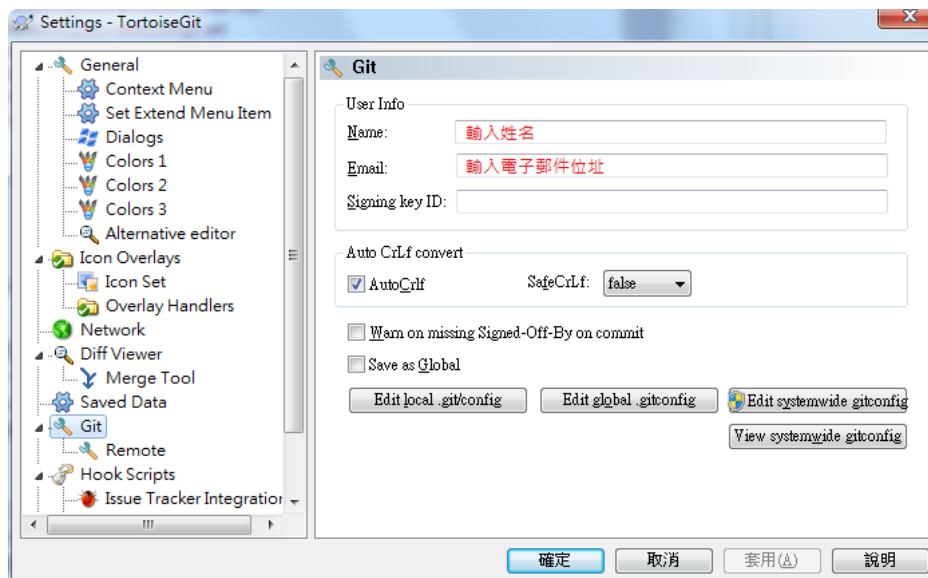 Settings - TortoiseGit
General
Context Menu
Set Extend Menu Item
Dialogs
Colors 1
Colors 2
Colors 3
Alternative editor
Icon Overlays
Icon Set
Overlay Handlers
Network
Diff Viewer
Merge Tool
Saved Data
Git
Remote
Hook Scripts
Issue Tracker Integration
Git
User Info
Name: 輸入姓名
Email: 輸入電子郵件位址
Signing key ID:
Auto CrLf convert
AutoCrlf SafeCrLf: false
Warn on missing Signed-Off-By on commit
Save as Global
Edit local .git/config Edit global .gitconfig Edit systemwide gitconfig
View systemwide gitconfig
確定 取消 套用(A) 說明